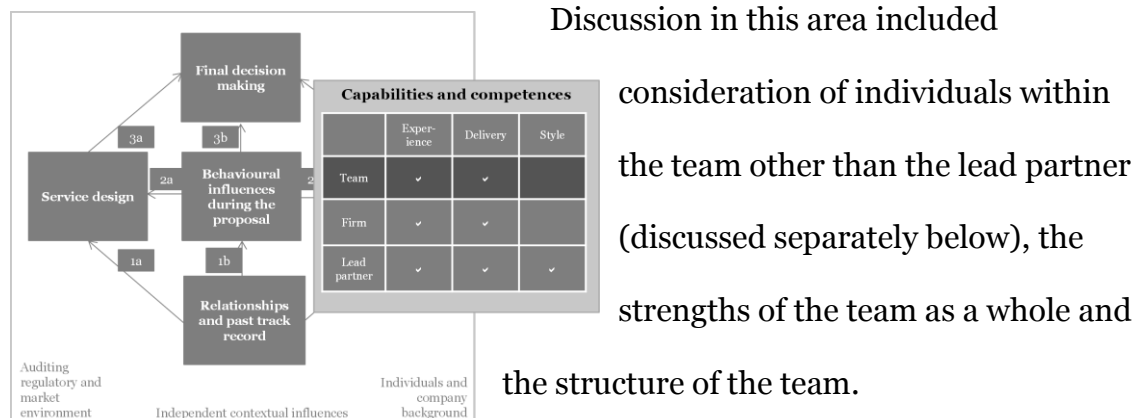 Final decision
making
3a
3b
Service design
2a
Behavioural
influences
during the
proposal
2
1a
1b
Relationships
and past track
record
Capabilities and competences
Exper-
ience
Delivery
Style
Team
✓
✓
Firm
✓
✓
Lead
partner
✓
✓
✓
Auditing
regulatory and
market
environment
Independent contextual influences
Individuals and
company
background
Discussion in this area included
consideration of individuals within
the team other than the lead partner
(discussed separately below), the
strengths of the team as a whole and
the structure of the team.